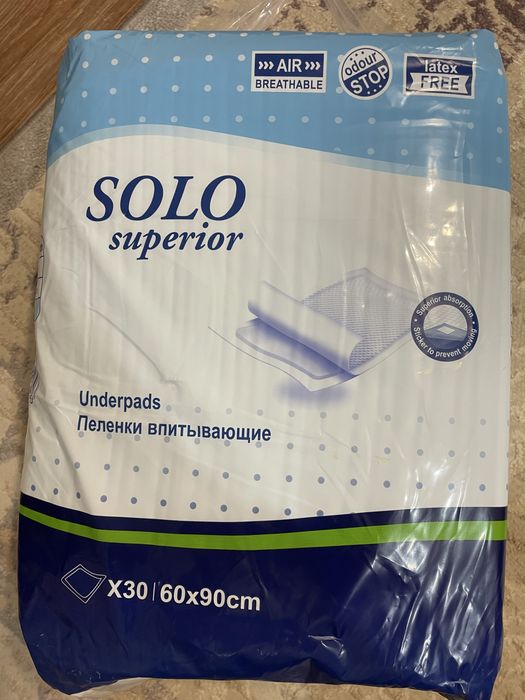 ››› AIR ›››
BREATHABLE
odour
STOP
latex
FREE
SOLO
superior
Superior absorption
Sticker to prevent moving
Underpads
Пеленки впитывающие
X30 | 60x90cm